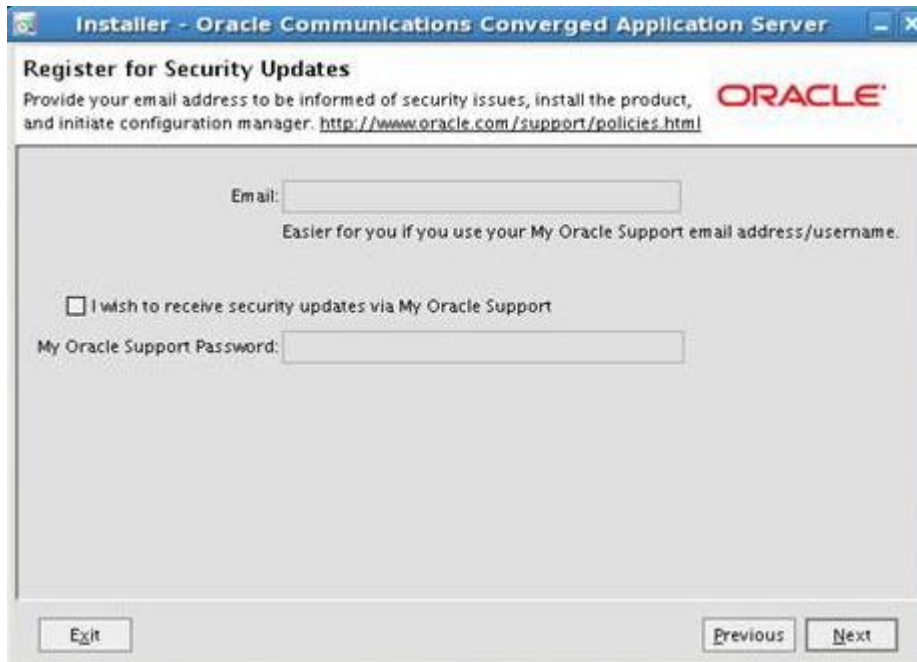 Installer - Oracle Communications Converged Application Server
Register for Security Updates
Provide your email address to be informed of security issues, install the product,
and initiate configuration manager. http://www.oracle.com/support/policies.html
ORACLE
Email:
Easier for you if you use your My Oracle Support email address/username.
I wish to receive security updates via My Oracle Support
My Oracle Support Password:
Exit
Previous
Next